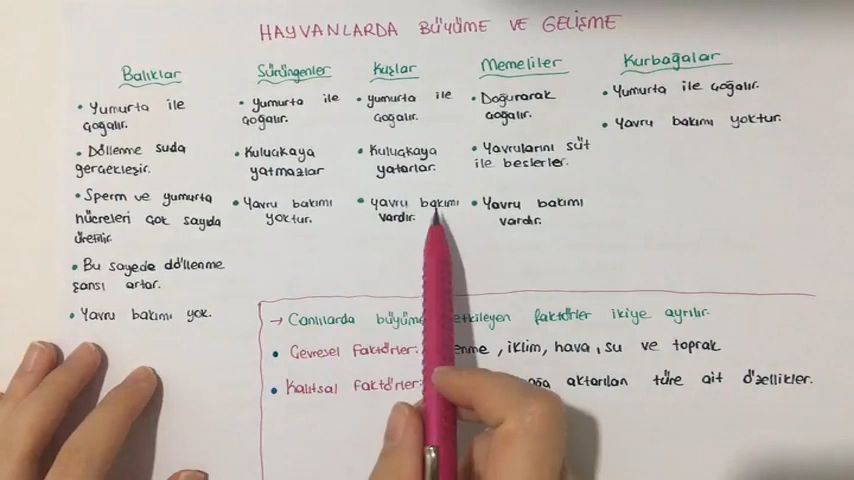 HAYVANLARDA BÜYÜME VE GELİŞME
Balıklar
• Yumurta ile
çoğalır.
• Döllenme suda
gerçekleşir.
• Sperm ve yumurta
hücreleri çok sayıda
üretilir.
• Bu sayede döllenme
şansı artar.
• Yavru bakımı yok.
Sürüngenler
• Yumurta ile
çoğalır.
• Kuluçkaya
yatmazlar
• Yavru bakımı
yoktur.
Kuşlar
• Yumurta ile
çoğalır.
• Kuluçkaya
yatarlar.
• Yavru bakımı
vardır.
Memeliler
• Doğurarak
çoğalır.
• Yavrularını süt
ile beslerler.
• Yavru bakımı
vardır.
Kurbağalar
• Yumurta ile çoğalır.
• Yavru bakımı yoktur.
→ Canlılarda büyüme etkileyen faktörler ikiye ayrılır.
• Çevresel faktörler: , iklim, hava, su ve toprak
• Kalıtsal faktörler: aktarılan türe ait özellikler.